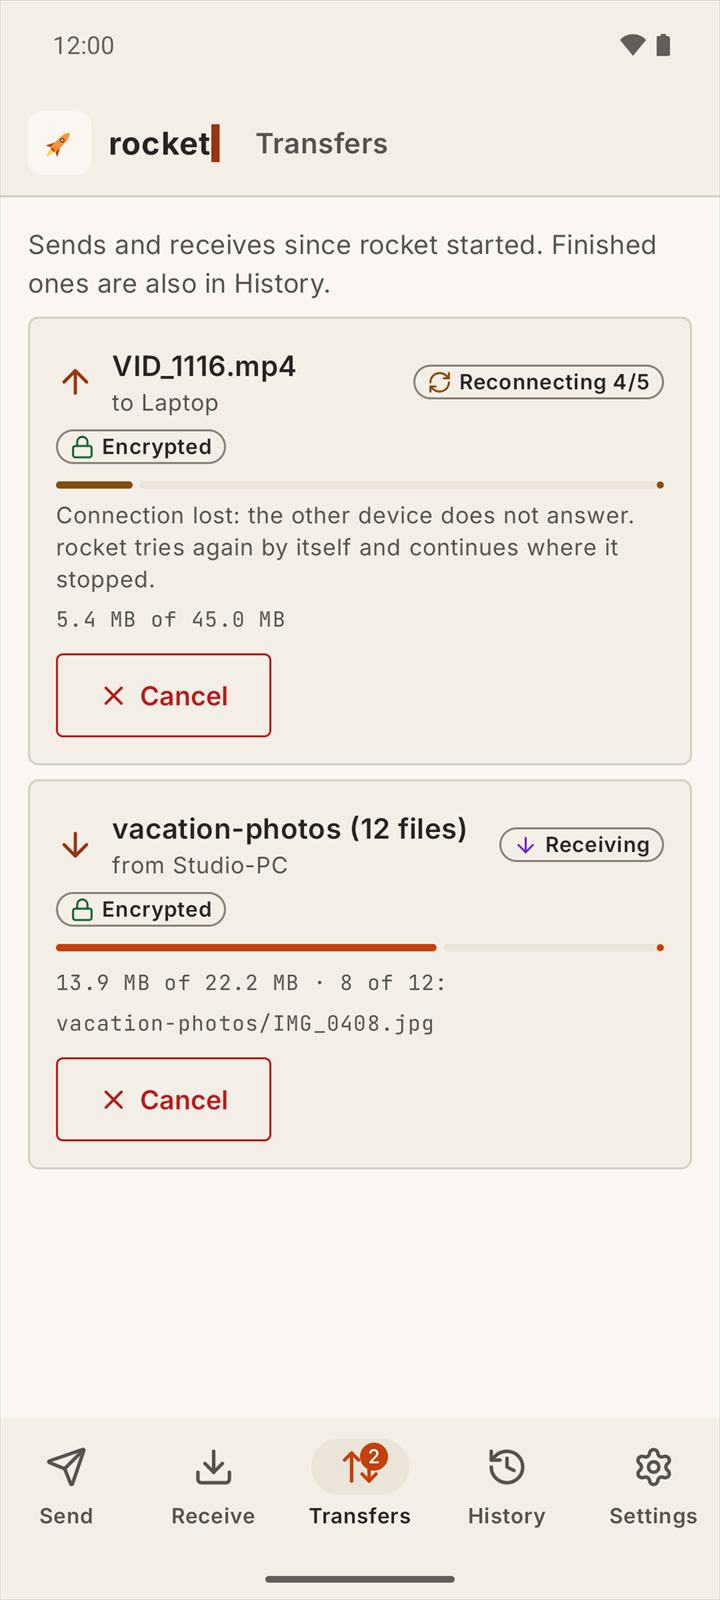 12:00
rocket Transfers
Sends and receives since rocket started. Finished
ones are also in History.
VID_1116.mp4
to Laptop
Reconnecting 4/5
Encrypted
Connection lost: the other device does not answer.
rocket tries again by itself and continues where it
stopped.
5.4 MB of 45.0 MB
Cancel
vacation-photos (12 files)
from Studio-PC
Receiving
Encrypted
13.9 MB of 22.2 MB · 8 of 12:
vacation-photos/IMG_0408.jpg
Cancel
2
Send Receive Transfers History Settings